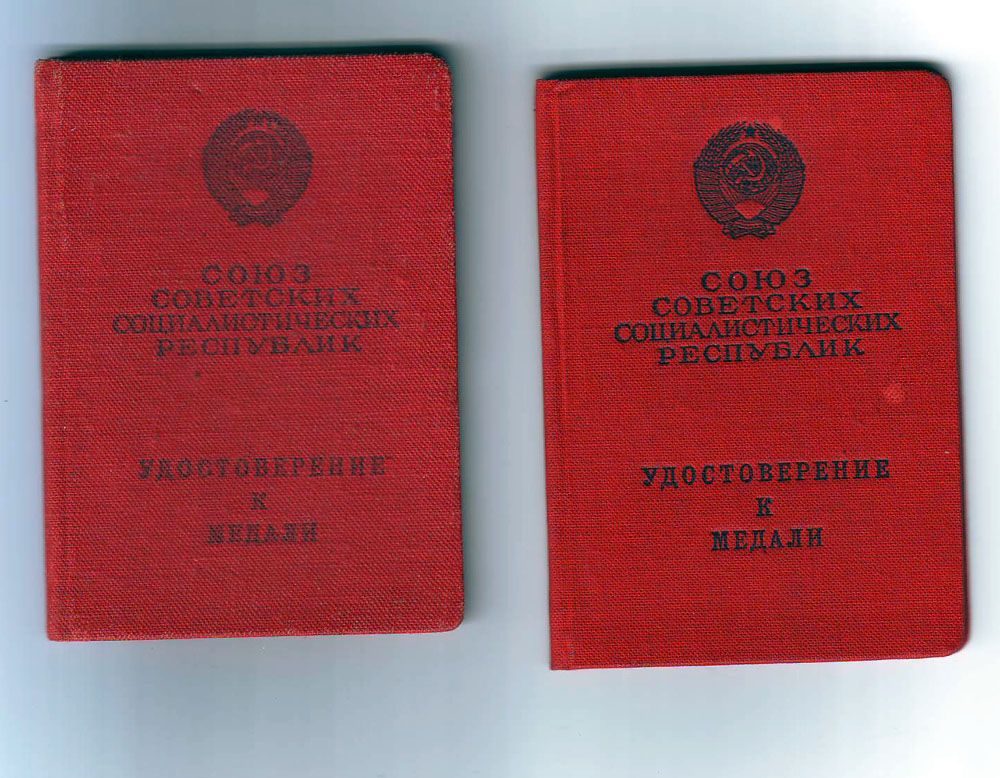 СОЮЗ
СОВЕТСКИХ
СОЦИАЛИСТИЧЕСКИХ
РЕСПУБЛИК
УДОСТОВЕРЕНИЕ
К
МЕДАЛИ
СОЮЗ
СОВЕТСКИХ
СОЦИАЛИСТИЧЕСКИХ
РЕСПУБЛИК
УДОСТОВЕРЕНИЕ
К
МЕДАЛИ